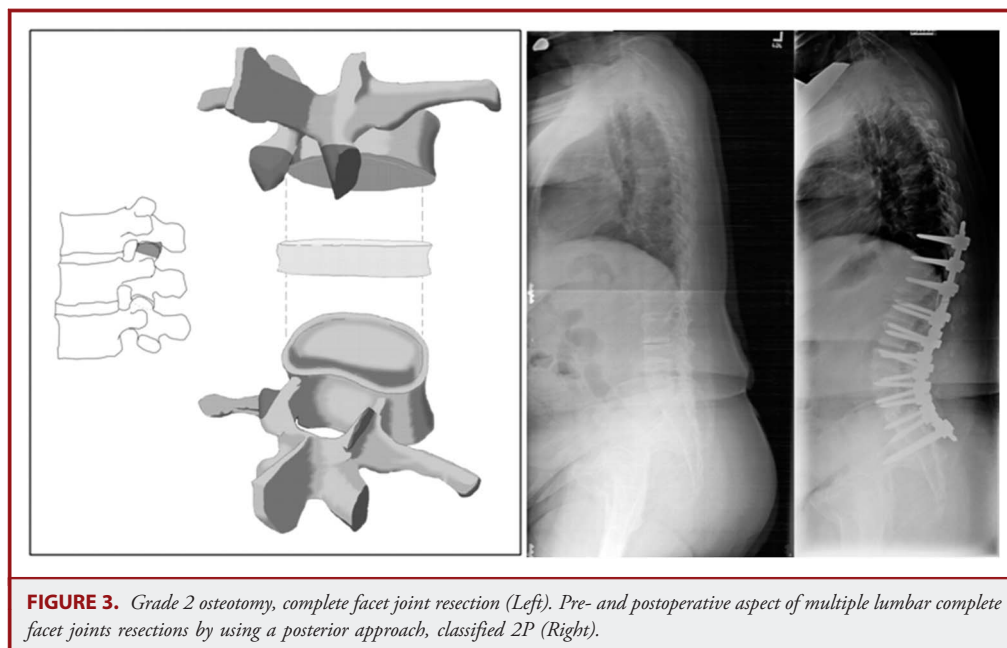 FIGURE 3. Grade 2 osteotomy, complete facet joint resection (Left). Pre- and postoperative aspect of multiple lumbar complete
facet joints resections by using a posterior approach, classified 2P (Right).